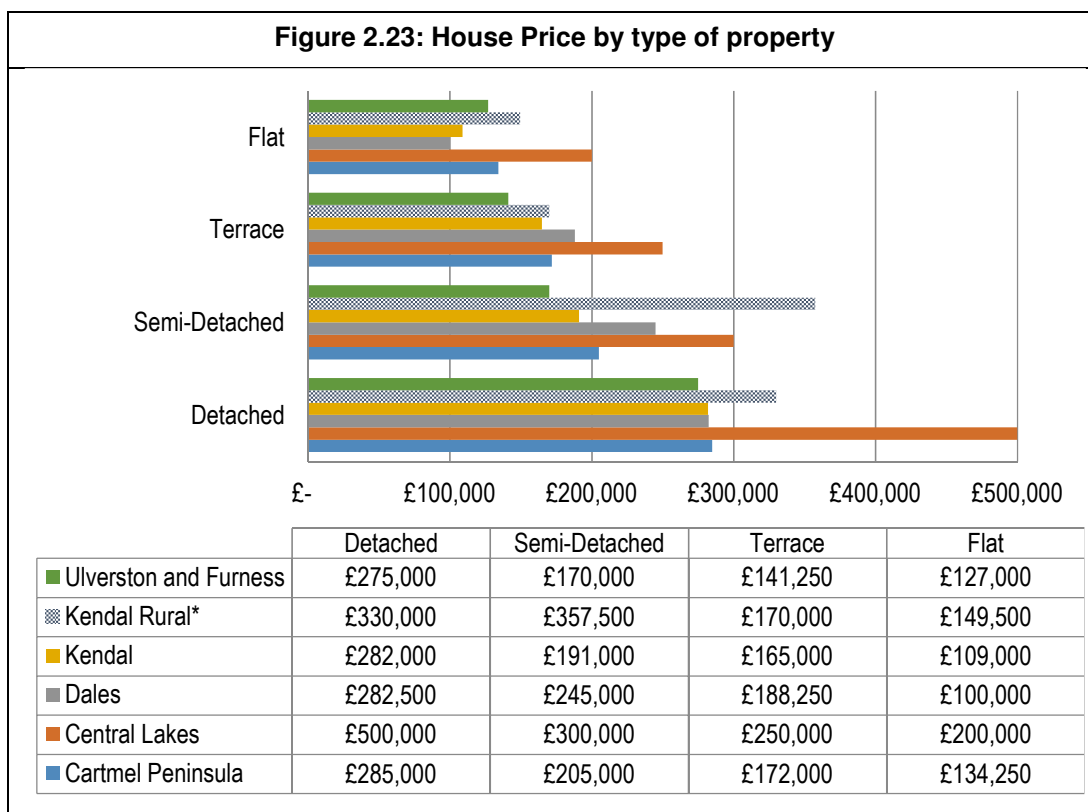 Figure 2.23: House Price by type of property
Flat
Terrace
Semi-Detached
Detached
£- £100,000 £200,000 £300,000 £400,000 £500,000
Detached Semi-Detached Terrace Flat
Ulverston and Furness £275,000 £170,000 £141,250 £127,000
Kendal Rural* £330,000 £357,500 £170,000 £149,500
Kendal £282,000 £191,000 £165,000 £109,000
Dales £282,500 £245,000 £188,250 £100,000
Central Lakes £500,000 £300,000 £250,000 £200,000
Cartmel Peninsula £285,000 £205,000 £172,000 £134,250